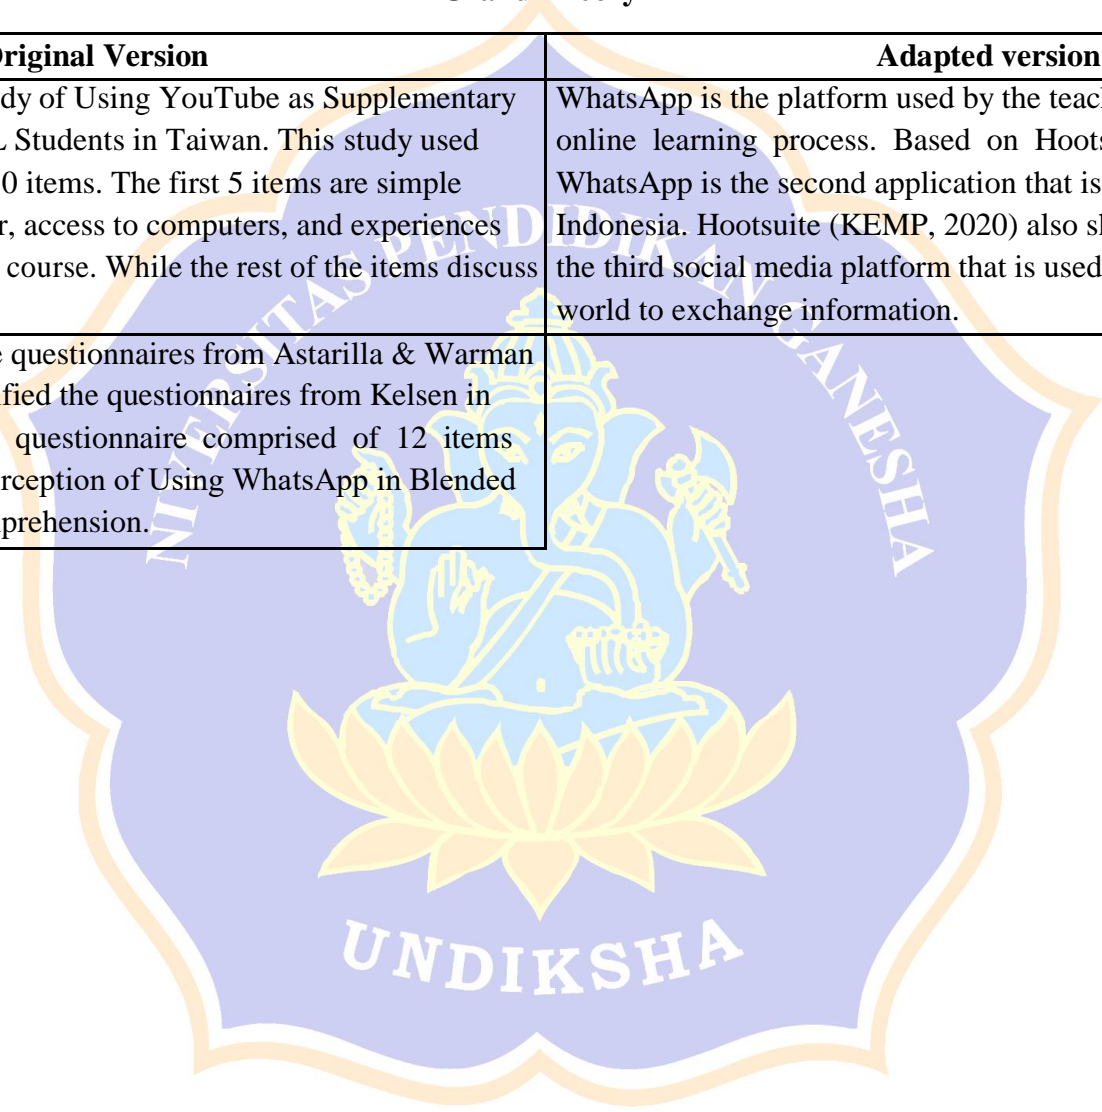 Original Version
Adapted version
dy of Using YouTube as Supplementary
L Students in Taiwan. This study used
0 items. The first 5 items are simple
r, access to computers, and experiences
course. While the rest of the items discuss
WhatsApp is the platform used by the teac
online learning process. Based on Hoots
WhatsApp is the second application that is
Indonesia. Hootsuite (KEMP, 2020) also s
the third social media platform that is used
world to exchange information.
e questionnaires from Astarilla & Warman
ified the questionnaires from Kelsen in
questionnaire comprised of 12 items
rception of Using WhatsApp in Blended
prehension.
NIVERSITAS PENDIDIKAN GANESHA
UNDIKSHA